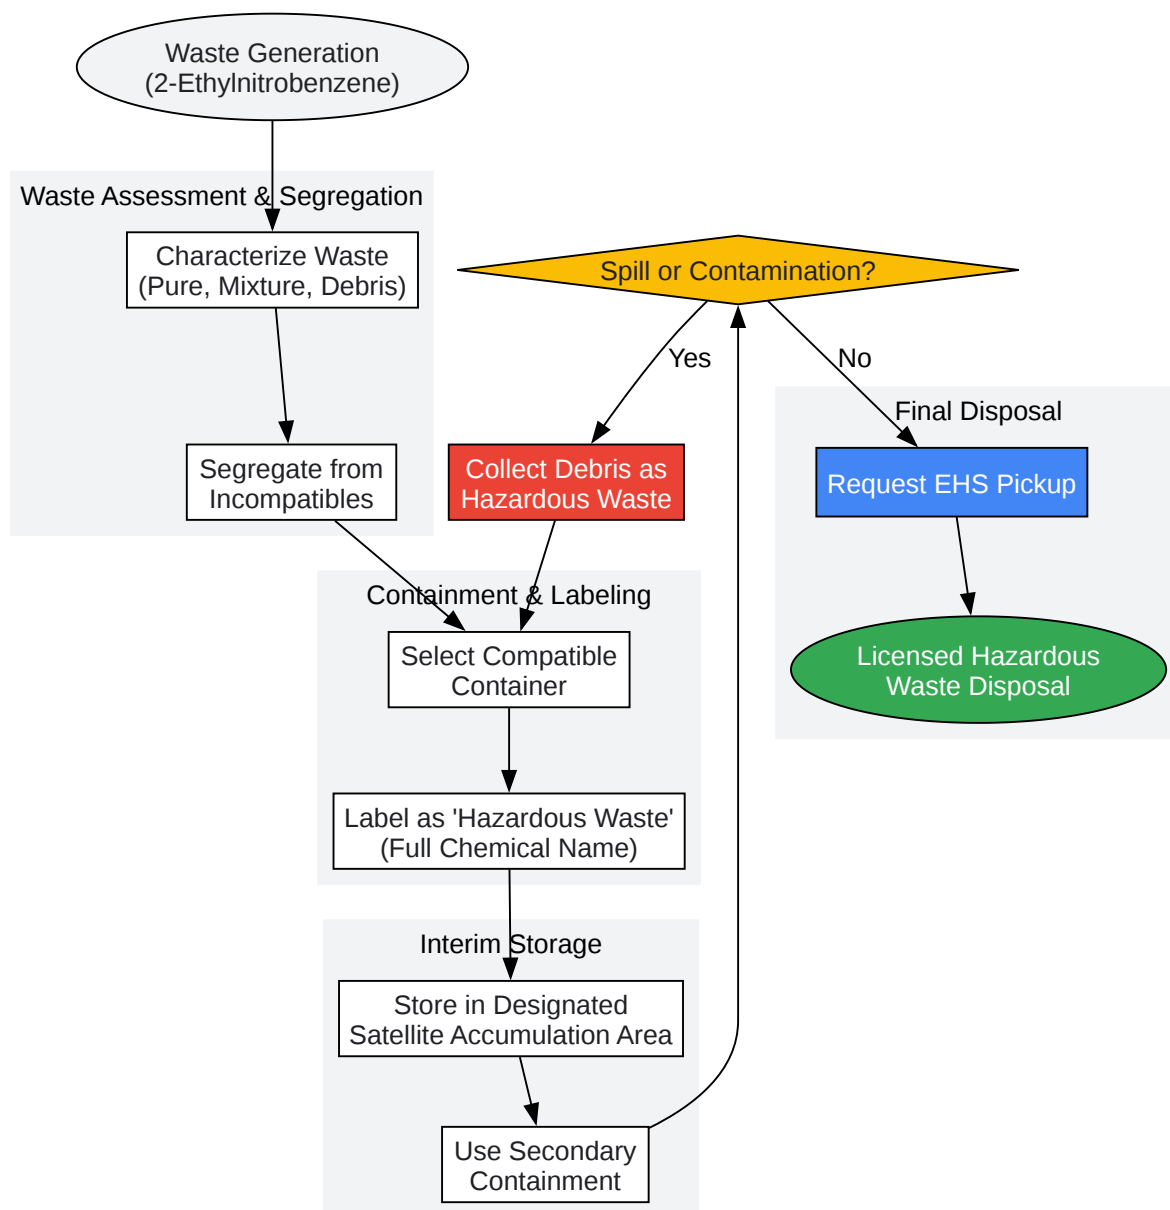 Waste Generation
(2-Ethylnitrobenzene)
Waste Assessment & Segregation
Characterize Waste
(Pure, Mixture, Debris)
Segregate from
Incompatibles
Spill or Contamination?
Yes
No
Collect Debris as
Hazardous Waste
Final Disposal
Request EHS Pickup
Licensed Hazardous
Waste Disposal
Containment & Labeling
Select Compatible
Container
Label as 'Hazardous Waste'
(Full Chemical Name)
Interim Storage
Store in Designated
Satellite Accumulation Area
Use Secondary
Containment